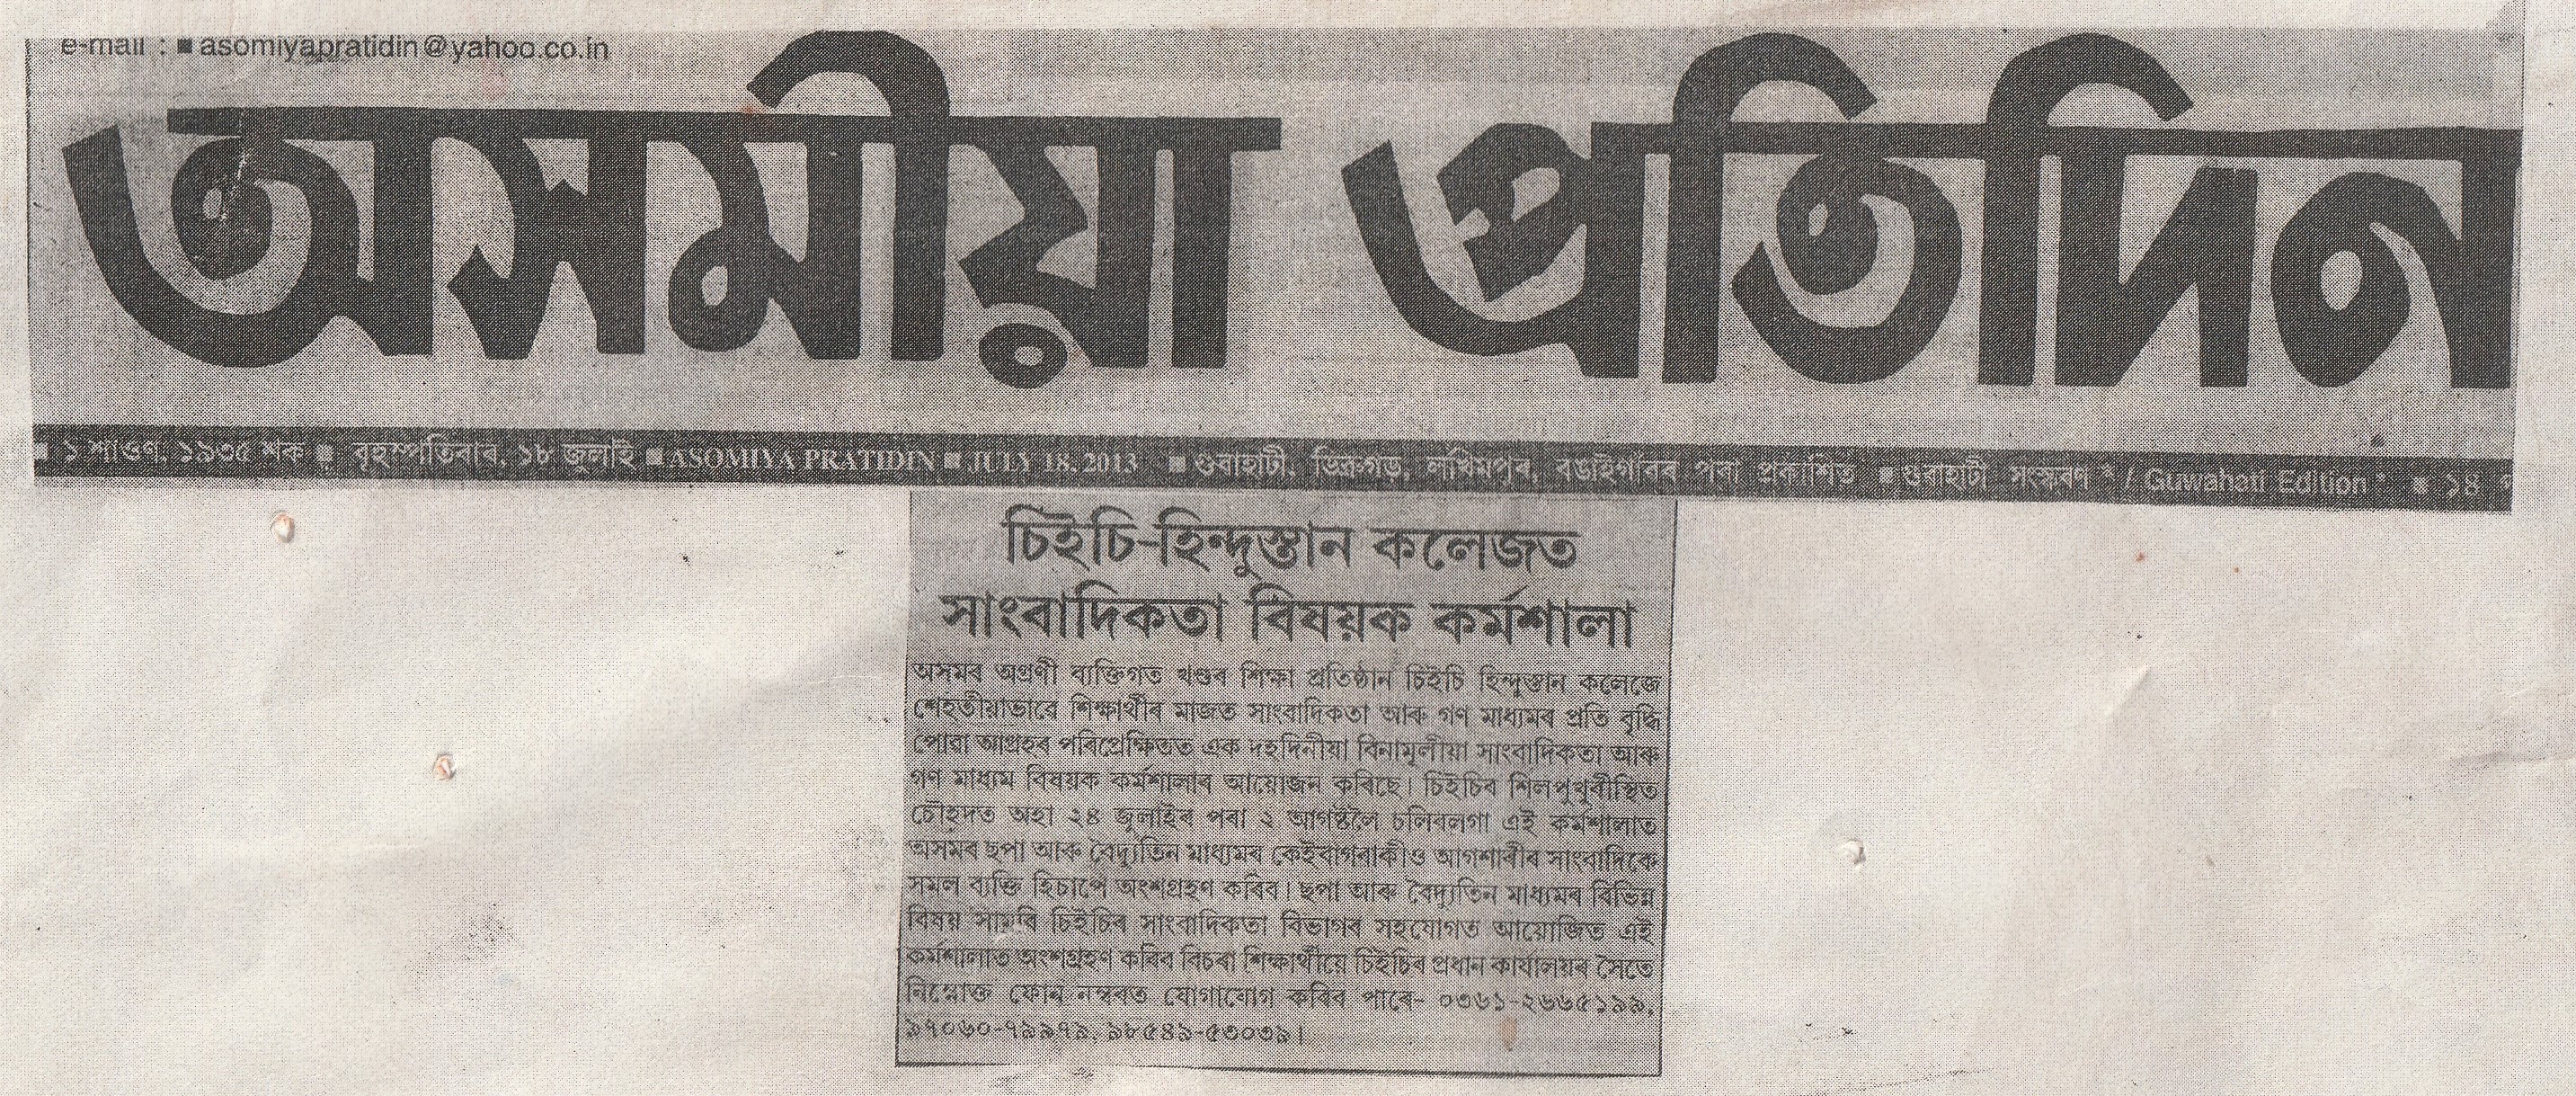 e-mail : ■ asomiyapratidin@yahoo.co.in
অসমীয়া প্ৰতিদিন
■ ১ শাওণ, ১৯৩৫ শক ■ বৃহস্পতিবাৰ, ১৮ জুলাই ■ ASOMIYA PRATIDIN ■ JULY 18, 2013 ■ গুৱাহাটী, ডিব্ৰুগড়, লখিমপুৰ, বঙাইগাঁৱৰ পৰা প্ৰকাশিত ■ গুৱাহাটী সংস্কৰণ * / Guwahati Edition * ■ ১৪
চিইচি-হিন্দুস্তান কলেজত
সাংবাদিকতা বিষয়ক কৰ্মশালা
অসমৰ অগ্ৰণী ব্যক্তিগত খণ্ডৰ শিক্ষা প্ৰতিষ্ঠান চিইচি হিন্দুস্তান কলেজে
শেহতীয়াভাবে শিক্ষাৰ্থীৰ মাজত সাংবাদিকতা আৰু গণ মাধ্যমৰ প্ৰতি বৃদ্ধি
পোৱা আগ্ৰহৰ পৰিপ্ৰেক্ষিতত এক দহদিনীয়া বিনামূলীয়া সাংবাদিকতা আৰু
গণ মাধ্যম বিষয়ক কৰ্মশালাৰ আয়োজন কৰিছে। চিইচিৰ শিলপুখুৰীস্থিত
চৌহদত অহা ২৪ জুলাইৰ পৰা ২ আগষ্টলৈ চলিবলগা এই কৰ্মশালাত
অসমৰ ছপা আৰু বৈদ্যুতিন মাধ্যমৰ কেইবাগৰাকীও আগশাৰীৰ সাংবাদিকে
সমল ব্যক্তি হিচাপে অংশগ্ৰহণ কৰিব। ছপা আৰু বৈদ্যুতিন মাধ্যমৰ বিভিন্ন
বিষয় সামৰি চিইচিৰ সাংবাদিকতা বিভাগৰ সহযোগত আয়োজিত এই
কৰ্মশালাত অংশগ্ৰহণ কৰিব বিচৰা শিক্ষাৰ্থীয়ে চিইচিৰ প্ৰধান কাৰ্যালয়ৰ সৈতে
নিম্নোক্ত ফোন নম্বৰত যোগাযোগ কৰিব পাৰে- ০৩৬১-২৬৬৫১৯৯,
৯৭০৬০-৭৯৯৭৯, ৯৮৫৪৯-৫৩০৩৯।